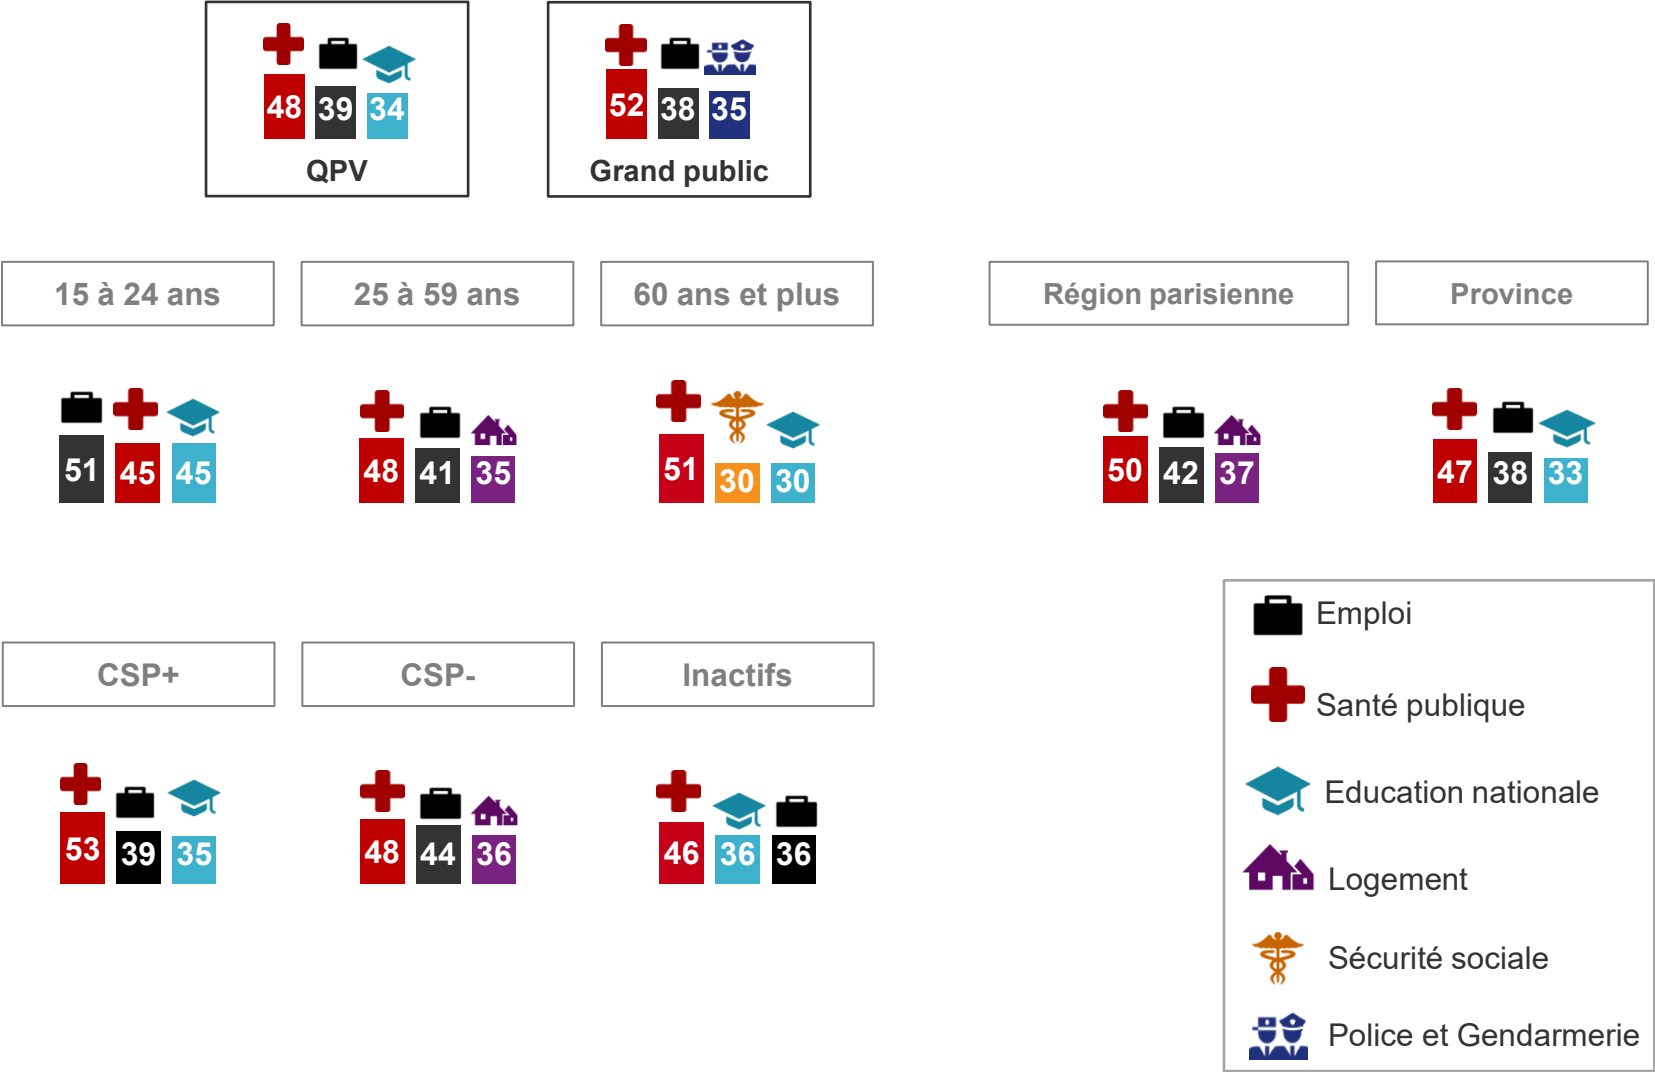 48 39 34
QPV
52 38 35
Grand public
15 à 24 ans
25 à 59 ans
60 ans et plus
Région parisienne
Province
51 45 45
48 41 35
51 30 30
50 42 37
47 38 33
CSP+
CSP-
Inactifs
53 39 35
48 44 36
46 36 36
Emploi
Santé publique
Education nationale
Logement
Sécurité sociale
Police et Gendarmerie